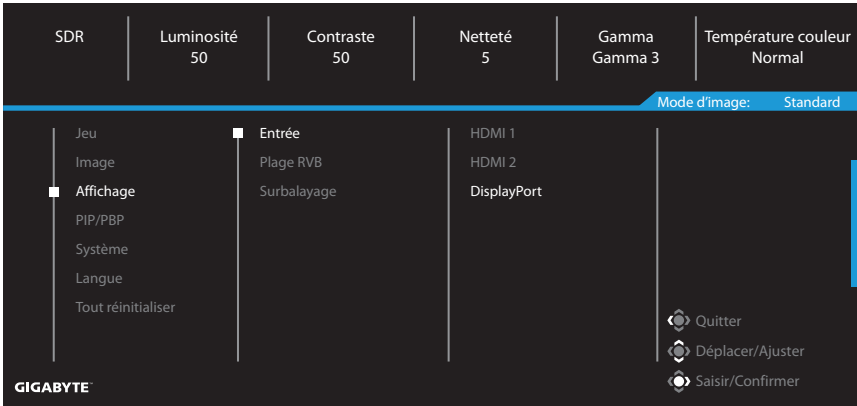 SDR
Luminosité
50
Contraste
50
Netteté
5
Gamma
Gamma 3
Température couleur
Normal
Mode d'image: Standard
Jeu
Image
Affichage
PIP/PBP
Système
Langue
Tout réinitialiser
Entrée
Plage RVB
Surbalayage
HDMI 1
HDMI 2
DisplayPort
Quitter
Déplacer/Ajuster
Saisir/Confirmer
GIGABYTE™